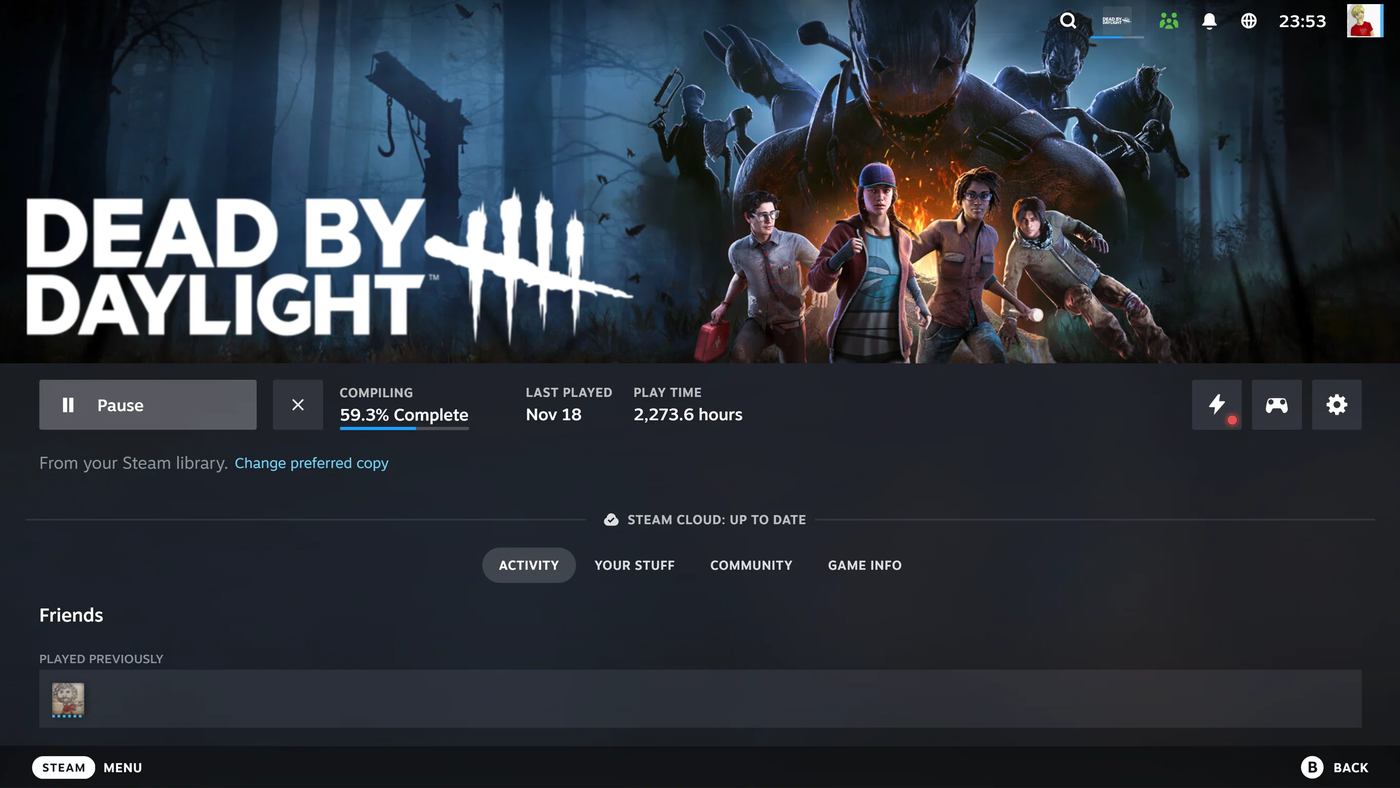 23:53
DEAD BY
DAYLIGHT™
Pause
COMPILING
59.3% Complete
LAST PLAYED
Nov 18
PLAY TIME
2,273.6 hours
From your Steam library. Change preferred copy
STEAM CLOUD: UP TO DATE
ACTIVITY YOUR STUFF COMMUNITY GAME INFO
Friends
PLAYED PREVIOUSLY
STEAM MENU
B BACK